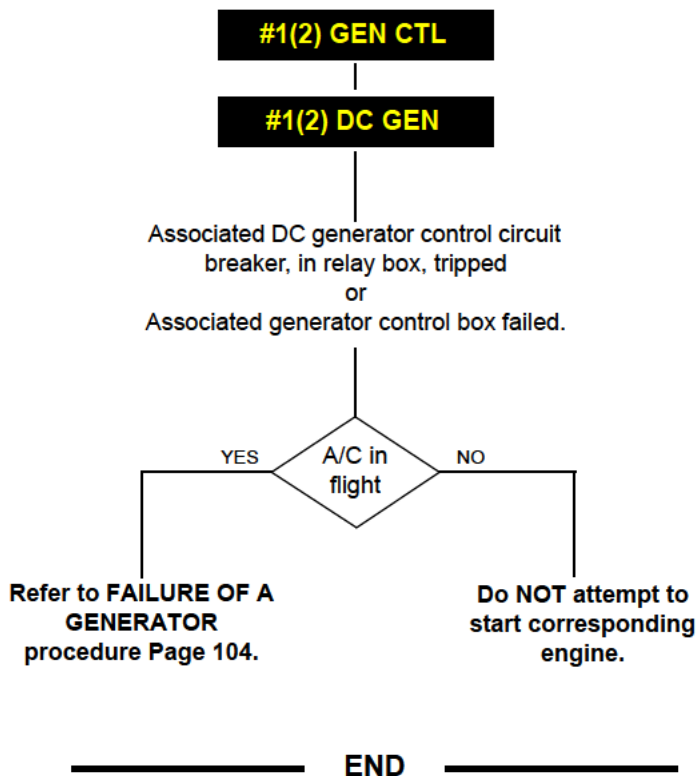 #1(2) GEN CTL
#1(2) DC GEN
Associated DC generator control circuit
breaker, in relay box, tripped
or
Associated generator control box failed.
YES
A/C in
flight
NO
Refer to FAILURE OF A
GENERATOR
procedure Page 104.
Do NOT attempt to
start corresponding
engine.
END